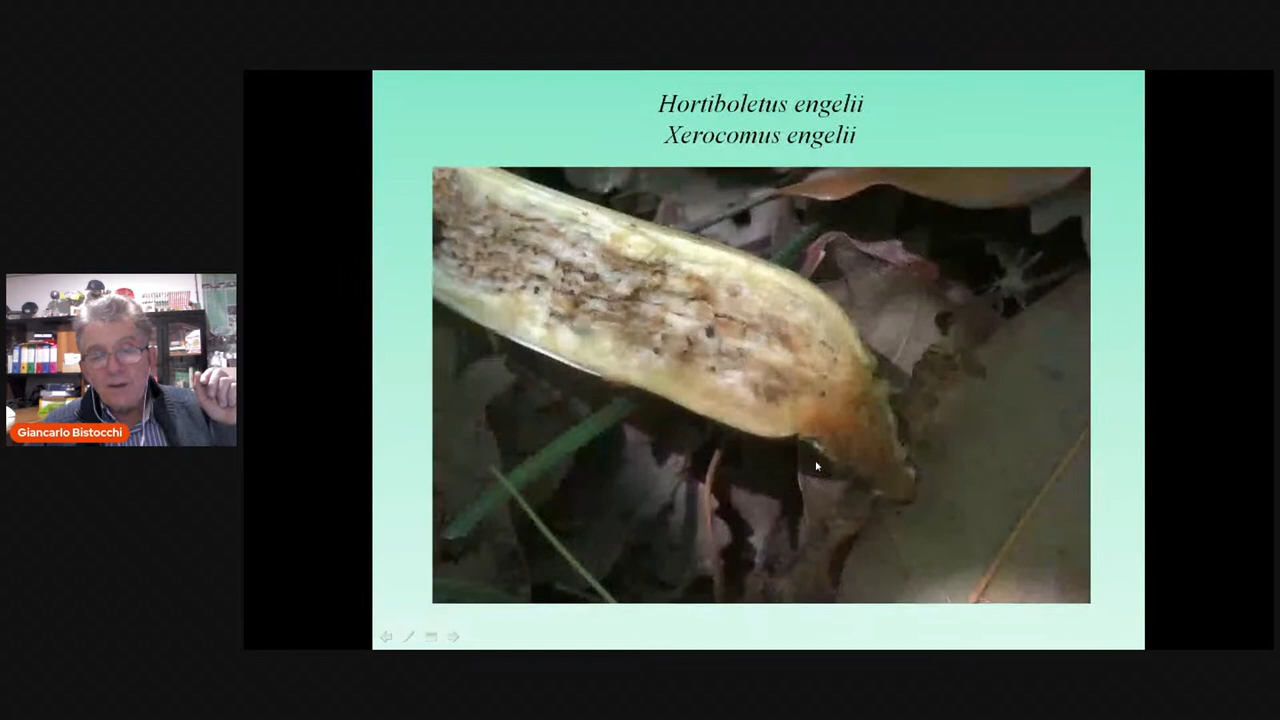 Hortiboletus engelii
Xerocomus engelii
Giancarlo Bistocchi